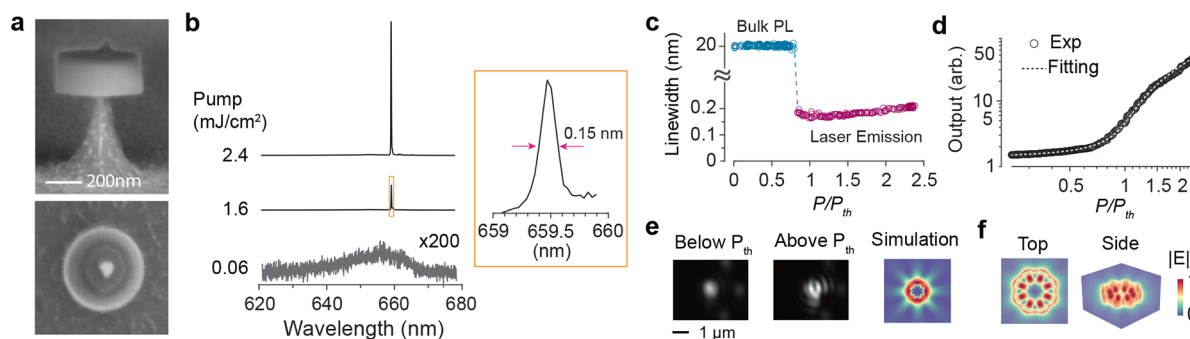 a
200nm
b
Pump
(mJ/cm²)
2.4
1.6
0.06
x200
620
640
660
680
Wavelength (nm)
0.15 nm
659
659.5
660
(nm)
c
Bulk PL
Linewidth (nm)
20
0.2
0.1
0
Laser Emission
0
0.5
1
1.5
2
2.5
P/Pth
d
Exp
Fitting
Output (arb.)
50
10
5
1
0.5
1
1.5
2
P/Pth
e
Below Pth
Above Pth
Simulation
1 µm
f
Top
Side
|E|